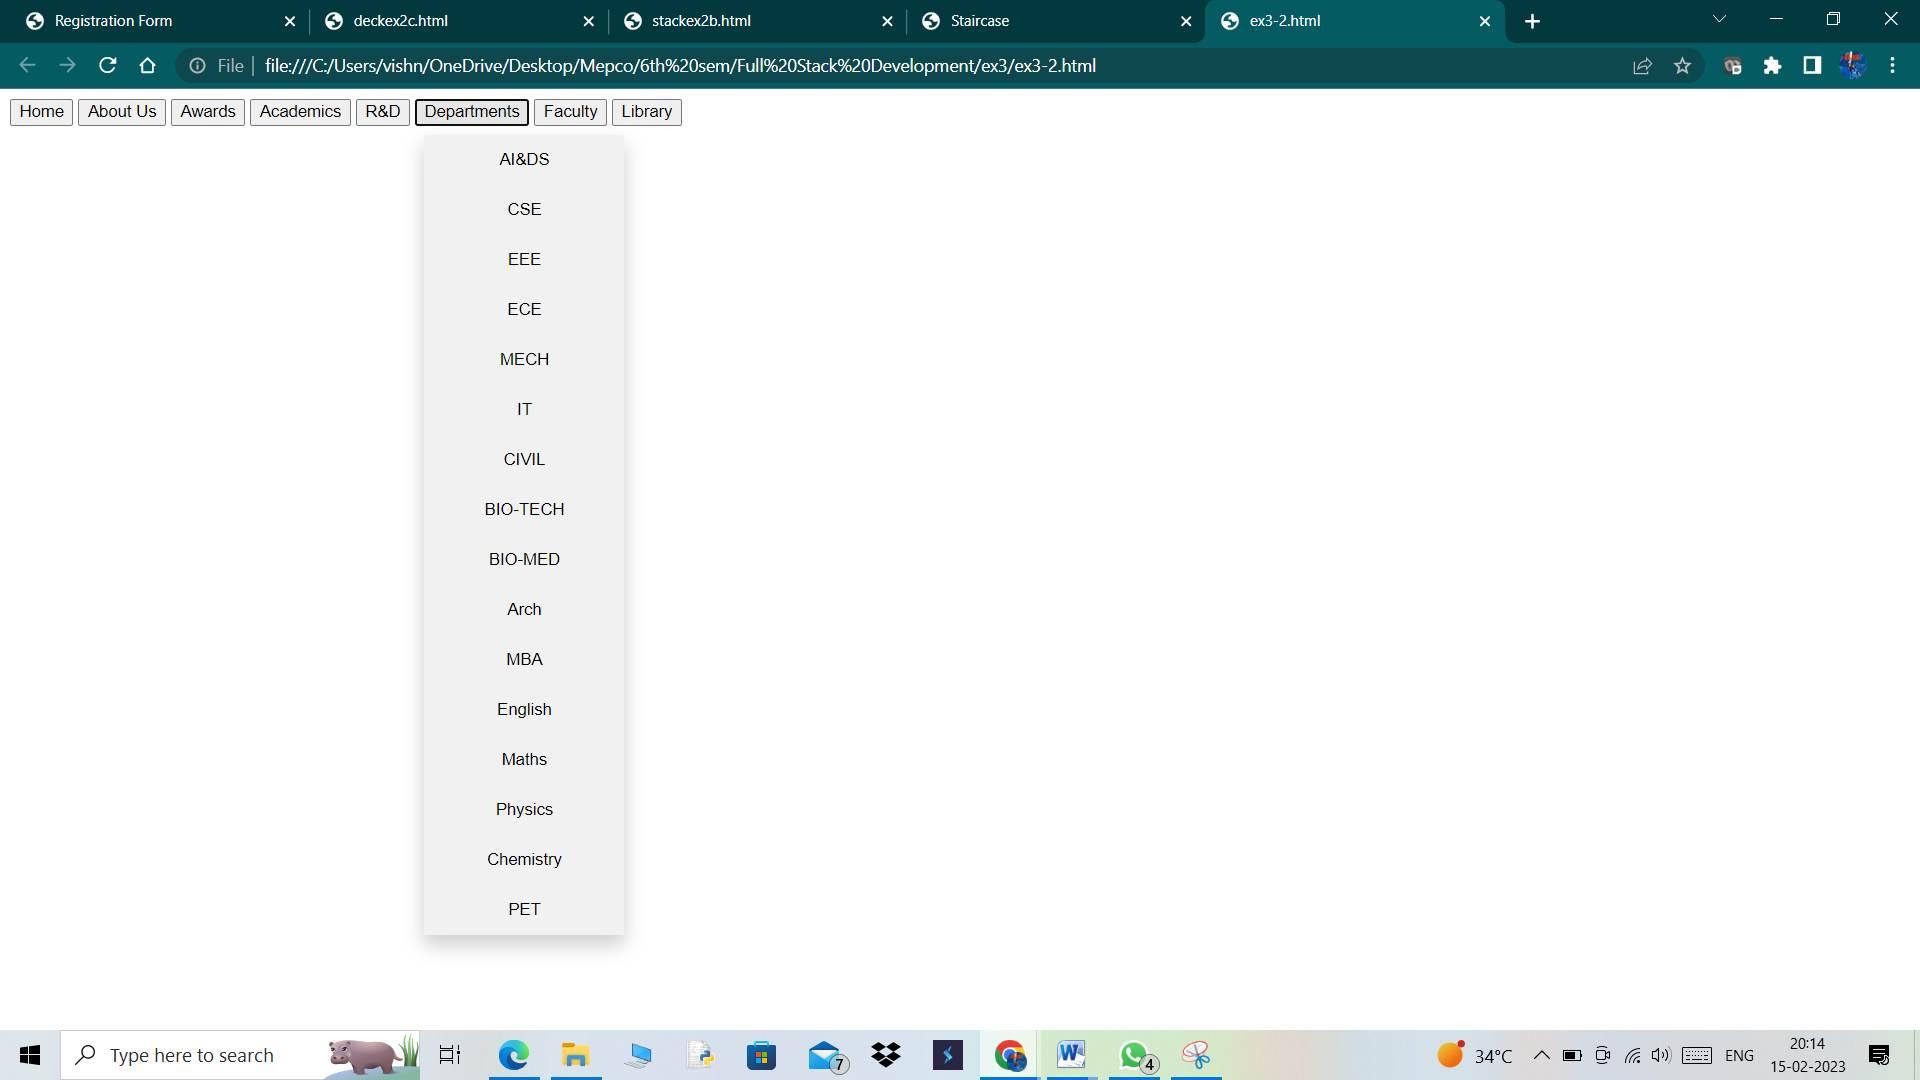 Registration Form
deckex2c.html
stackex2b.html
Staircase
ex3-2.html
File
file:///C:/Users/vishn/OneDrive/Desktop/Mepco/6th%20sem/Full%20Stack%20Development/ex3/ex3-2.html
Home About Us Awards Academics R&D Departments Faculty Library
AI&DS
CSE
EEE
ECE
MECH
IT
CIVIL
BIO-TECH
BIO-MED
Arch
MBA
English
Maths
Physics
Chemistry
PET
Type here to search
7
4
34°C
ENG
20:14
15-02-2023